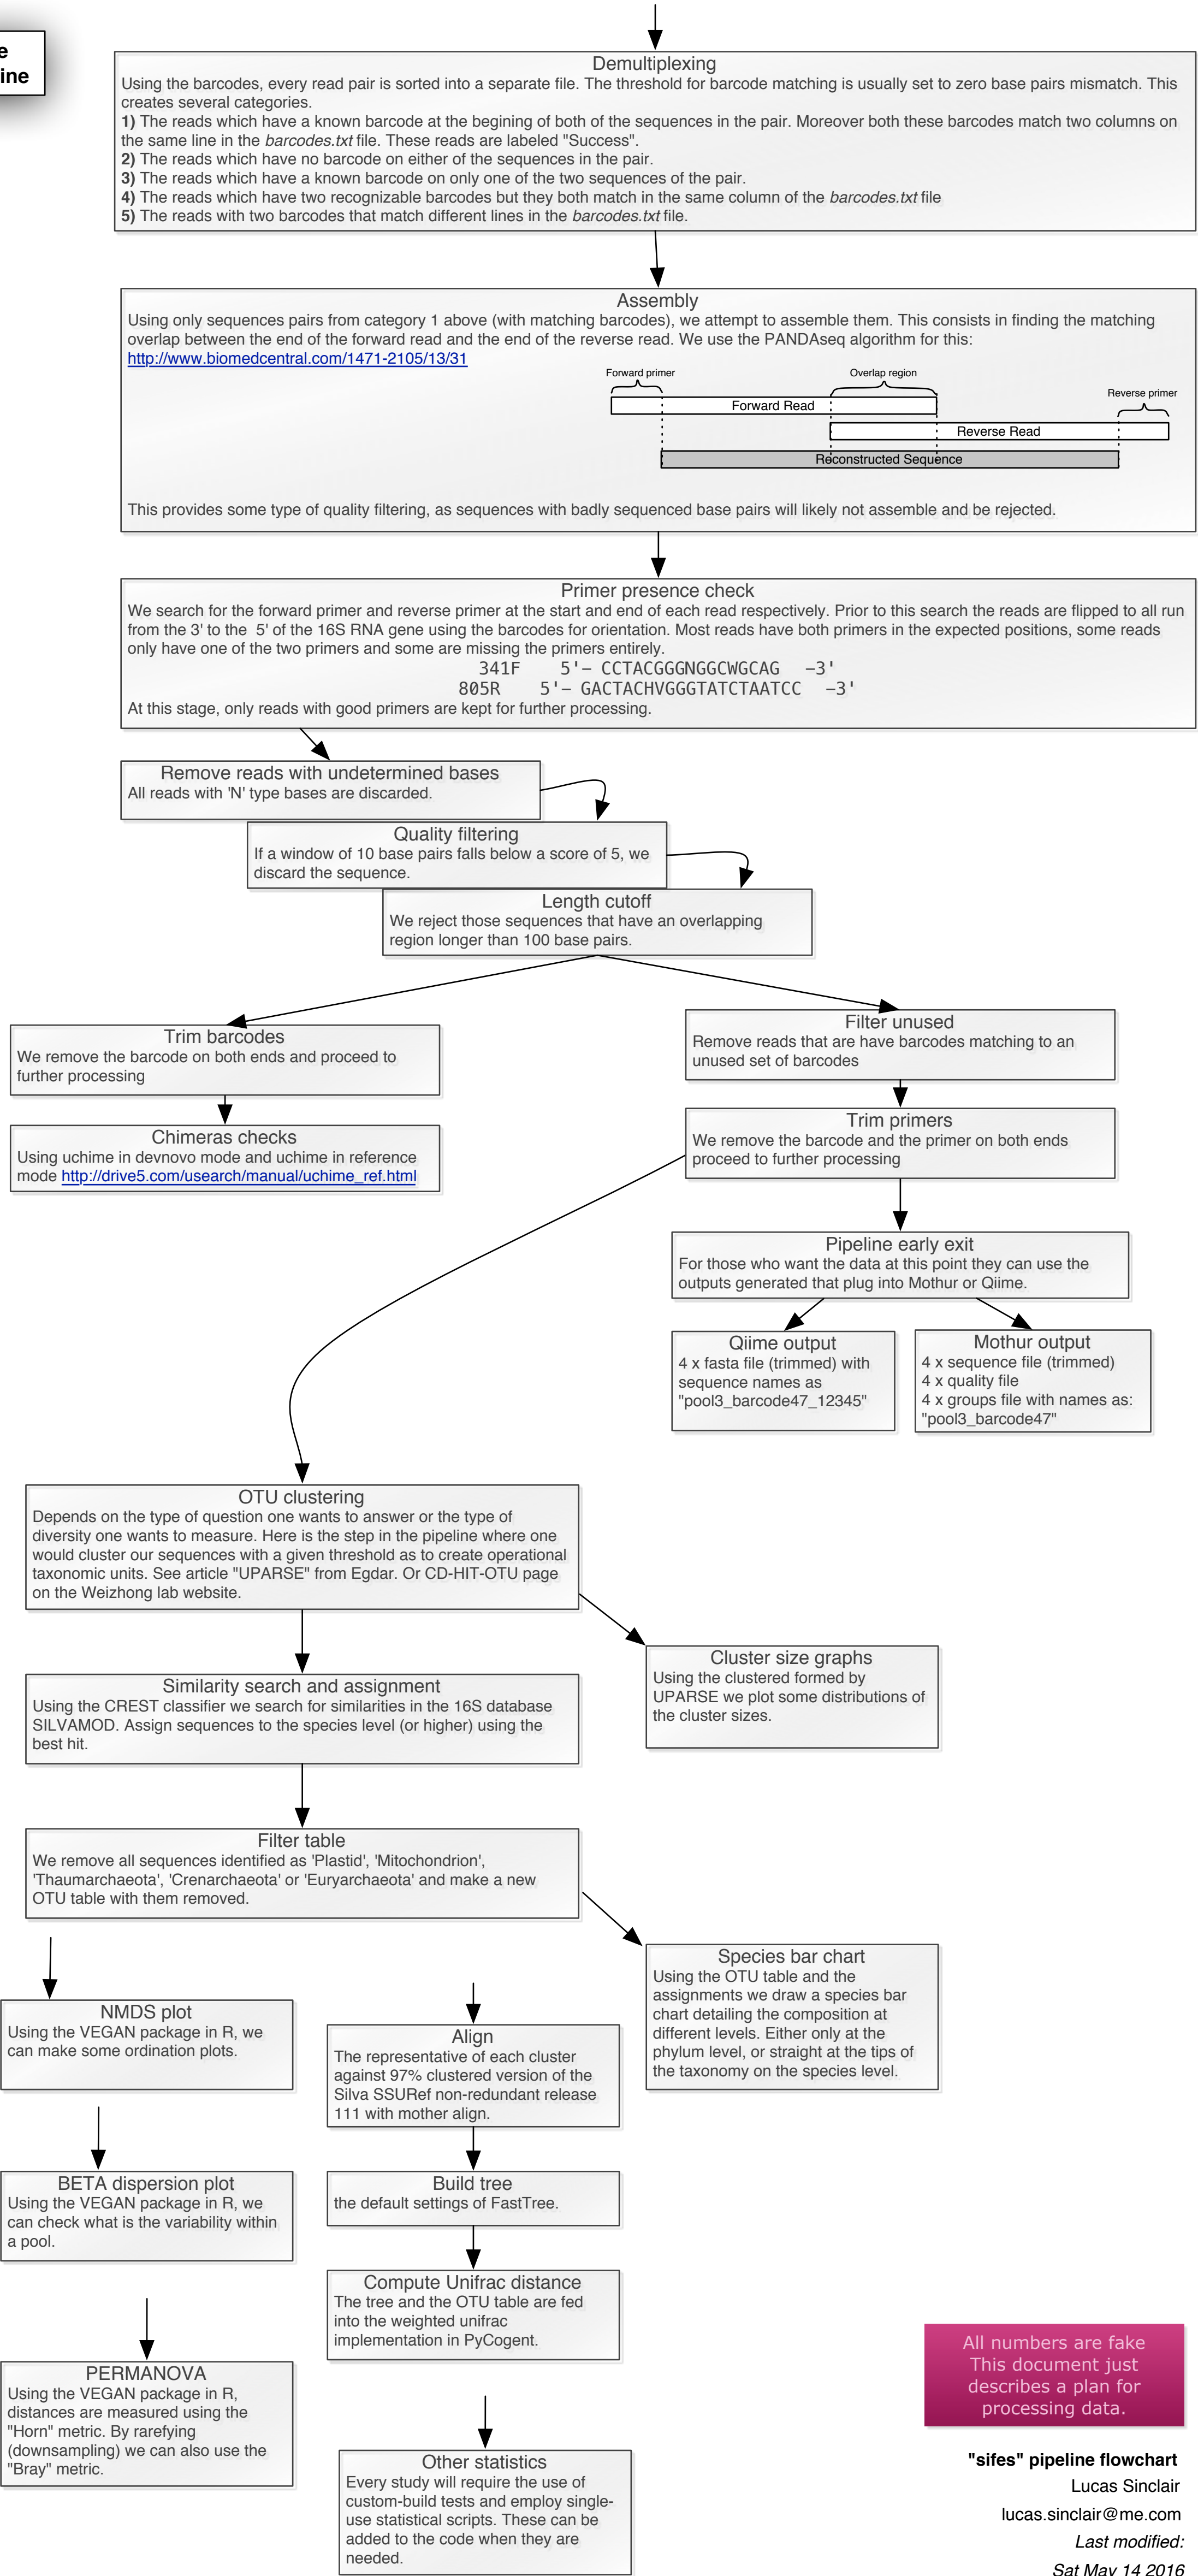 e
ine
Demultiplexing
Using the barcodes, every read pair is sorted into a separate file. The threshold for barcode matching is usually set to zero base pairs mismatch. This
creates several categories.
1) The reads which have a known barcode at the begining of both of the sequences in the pair. Moreover both these barcodes match two columns on
the same line in the barcodes.txt file. These reads are labeled "Success".
2) The reads which have no barcode on either of the sequences in the pair.
3) The reads which have a known barcode on only one of the two sequences of the pair.
4) The reads which have two recognizable barcodes but they both match in the same column of the barcodes.txt file
5) The reads with two barcodes that match different lines in the barcodes.txt file.
Assembly
Using only sequences pairs from category 1 above (with matching barcodes), we attempt to assemble them. This consists in finding the matching
overlap between the end of the forward read and the end of the reverse read. We use the PANDAseq algorithm for this:
http://www.biomedcentral.com/1471-2105/13/31
Forward primer
Overlap region
Reverse primer
Forward Read
Reverse Read
Reconstructed Sequence
This provides some type of quality filtering, as sequences with badly sequenced base pairs will likely not assemble and be rejected.
Primer presence check
We search for the forward primer and reverse primer at the start and end of each read respectively. Prior to this search the reads are flipped to all run
from the 3' to the 5' of the 16S RNA gene using the barcodes for orientation. Most reads have both primers in the expected positions, some reads
only have one of the two primers and some are missing the primers entirely.
341F 5'– CCTACGGGNGGCWGCAG –3'
805R 5'– GACTACHVGGGTATCTAATCC –3'
At this stage, only reads with good primers are kept for further processing.
Remove reads with undetermined bases
All reads with 'N' type bases are discarded.
Quality filtering
If a window of 10 base pairs falls below a score of 5, we
discard the sequence.
Length cutoff
We reject those sequences that have an overlapping
region longer than 100 base pairs.
Trim barcodes
We remove the barcode on both ends and proceed to
further processing
Chimeras checks
Using uchime in devnovo mode and uchime in reference
mode http://drive5.com/usearch/manual/uchime_ref.html
Filter unused
Remove reads that are have barcodes matching to an
unused set of barcodes
Trim primers
We remove the barcode and the primer on both ends
proceed to further processing
Pipeline early exit
For those who want the data at this point they can use the
outputs generated that plug into Mothur or Qiime.
Qiime output
4 x fasta file (trimmed) with
sequence names as
"pool3_barcode47_12345"
Mothur output
4 x sequence file (trimmed)
4 x quality file
4 x groups file with names as:
"pool3_barcode47"
OTU clustering
Depends on the type of question one wants to answer or the type of
diversity one wants to measure. Here is the step in the pipeline where one
would cluster our sequences with a given threshold as to create operational
taxonomic units. See article "UPARSE" from Egdar. Or CD-HIT-OTU page
on the Weizhong lab website.
Cluster size graphs
Using the clustered formed by
UPARSE we plot some distributions of
the cluster sizes.
Similarity search and assignment
Using the CREST classifier we search for similarities in the 16S database
SILVAMOD. Assign sequences to the species level (or higher) using the
best hit.
Filter table
We remove all sequences identified as 'Plastid', 'Mitochondrion',
'Thaumarchaeota', 'Crenarchaeota' or 'Euryarchaeota' and make a new
OTU table with them removed.
Species bar chart
Using the OTU table and the
assignments we draw a species bar
chart detailing the composition at
different levels. Either only at the
phylum level, or straight at the tips of
the taxonomy on the species level.
NMDS plot
Using the VEGAN package in R, we
can make some ordination plots.
Align
The representative of each cluster
against 97% clustered version of the
Silva SSURef non-redundant release
111 with mother align.
BETA dispersion plot
Using the VEGAN package in R, we
can check what is the variability within
a pool.
Build tree
the default settings of FastTree.
Compute Unifrac distance
The tree and the OTU table are fed
into the weighted unifrac
implementation in PyCogent.
PERMANOVA
Using the VEGAN package in R,
distances are measured using the
"Horn" metric. By rarefying
(downsampling) we can also use the
"Bray" metric.
Other statistics
Every study will require the use of
custom-build tests and employ single-
use statistical scripts. These can be
added to the code when they are
needed.
All numbers are fake
This document just
describes a plan for
processing data.
"sifes" pipeline flowchart
Lucas Sinclair
lucas.sinclair@me.com
Last modified:
Sat May 14 2016